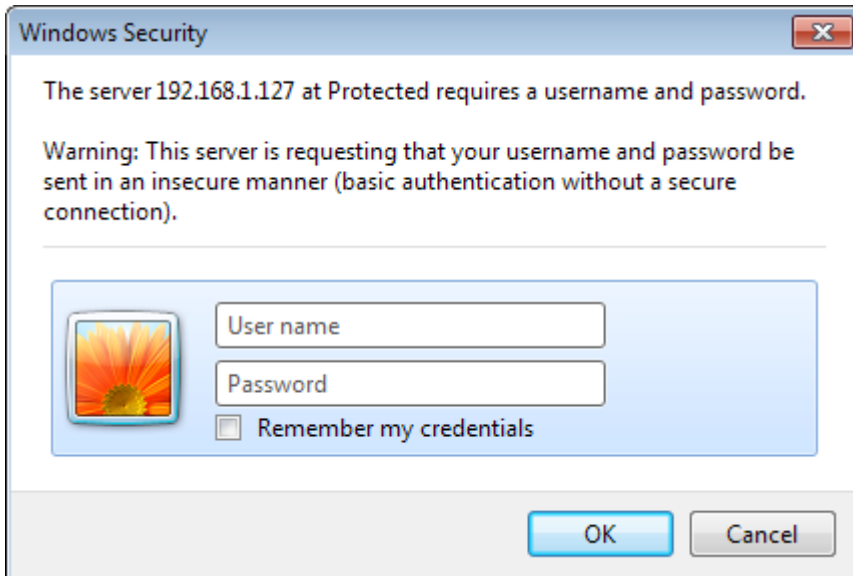 Windows Security
The server 192.168.1.127 at Protected requires a username and password.
Warning: This server is requesting that your username and password be
sent in an insecure manner (basic authentication without a secure
connection).
User name
Password
Remember my credentials
OK
Cancel